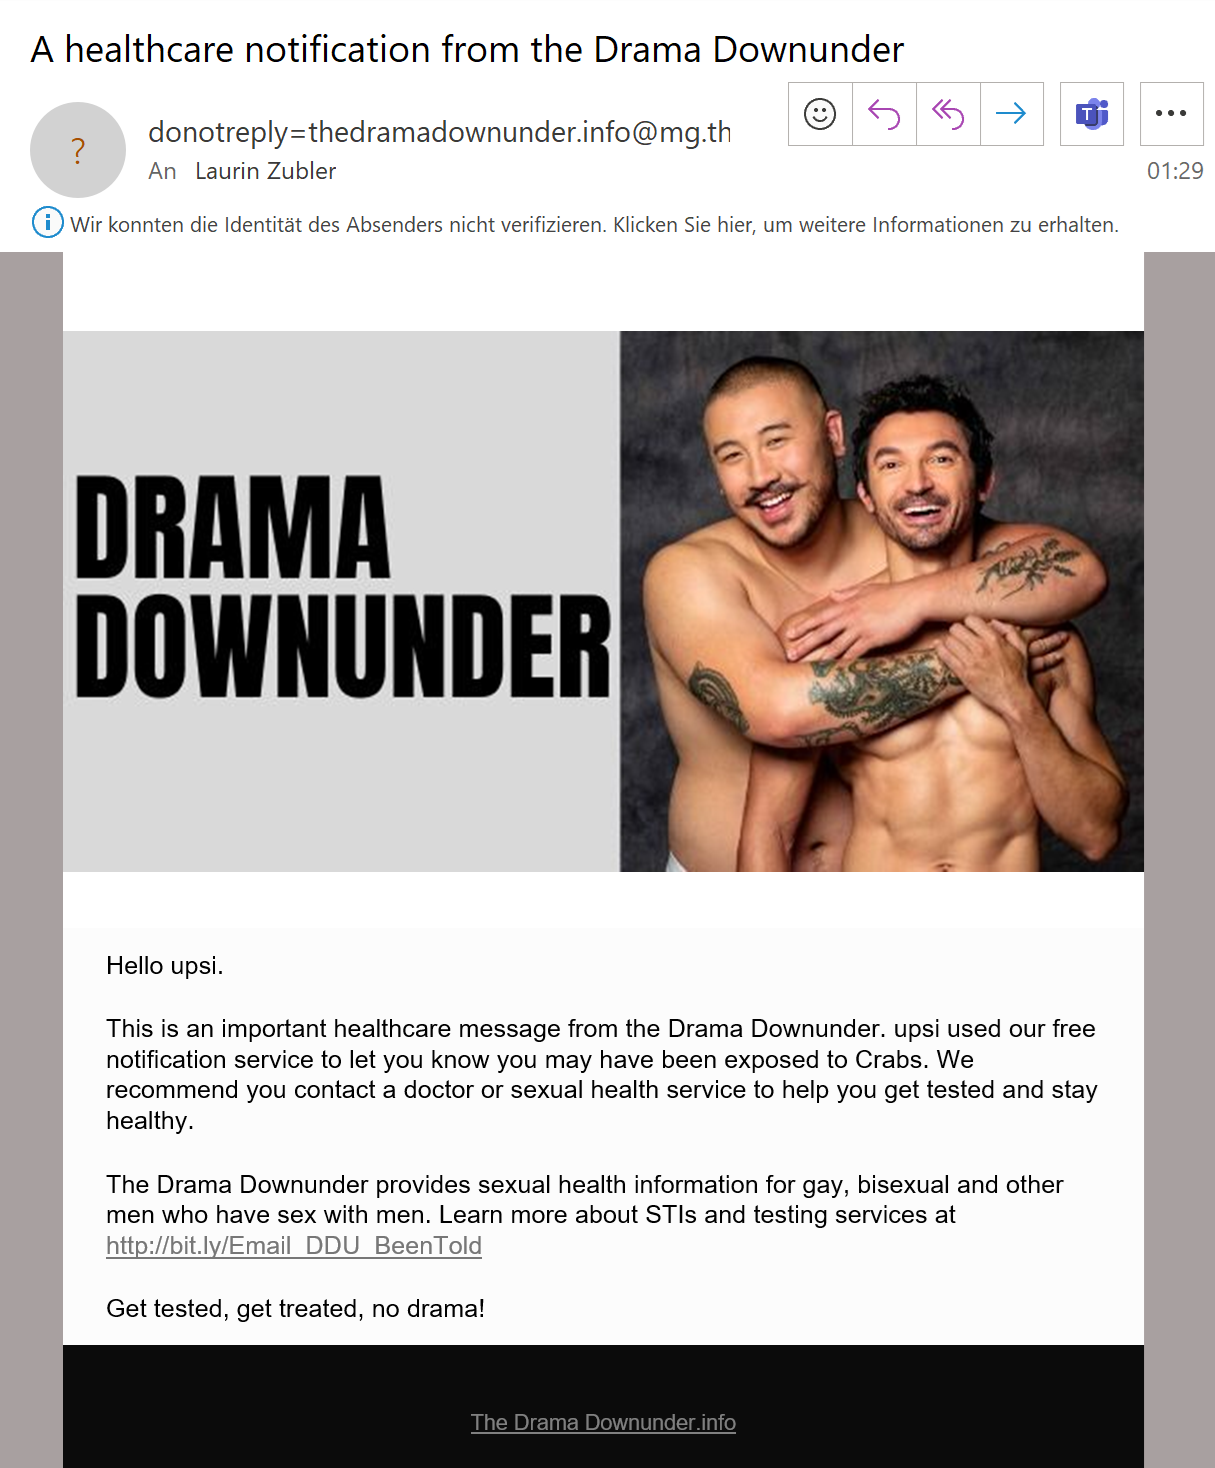 A healthcare notification from the Drama Downunder
?
donotreply=thedramadownunder.info@mg.th
An Laurin Zubler
01:29
Wir konnten die Identität des Absenders nicht verifizieren. Klicken Sie hier, um weitere Informationen zu erhalten.
DRAMA
DOWNUNDER
Hello upsi.
This is an important healthcare message from the Drama Downunder. upsi used our free
notification service to let you know you may have been exposed to Crabs. We
recommend you contact a doctor or sexual health service to help you get tested and stay
healthy.
The Drama Downunder provides sexual health information for gay, bisexual and other
men who have sex with men. Learn more about STIs and testing services at
http://bit.ly/Email_DDU_BeenTold
Get tested, get treated, no drama!
The Drama Downunder.info